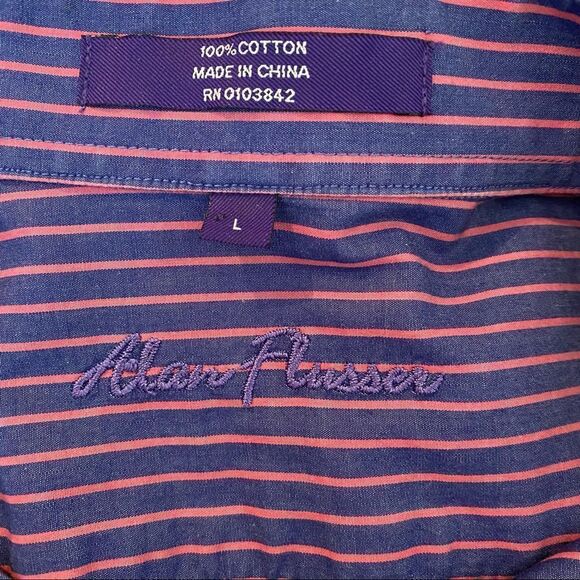 100% COTTON
MADE IN CHINA
RN 0103842
L
Alan Flusser